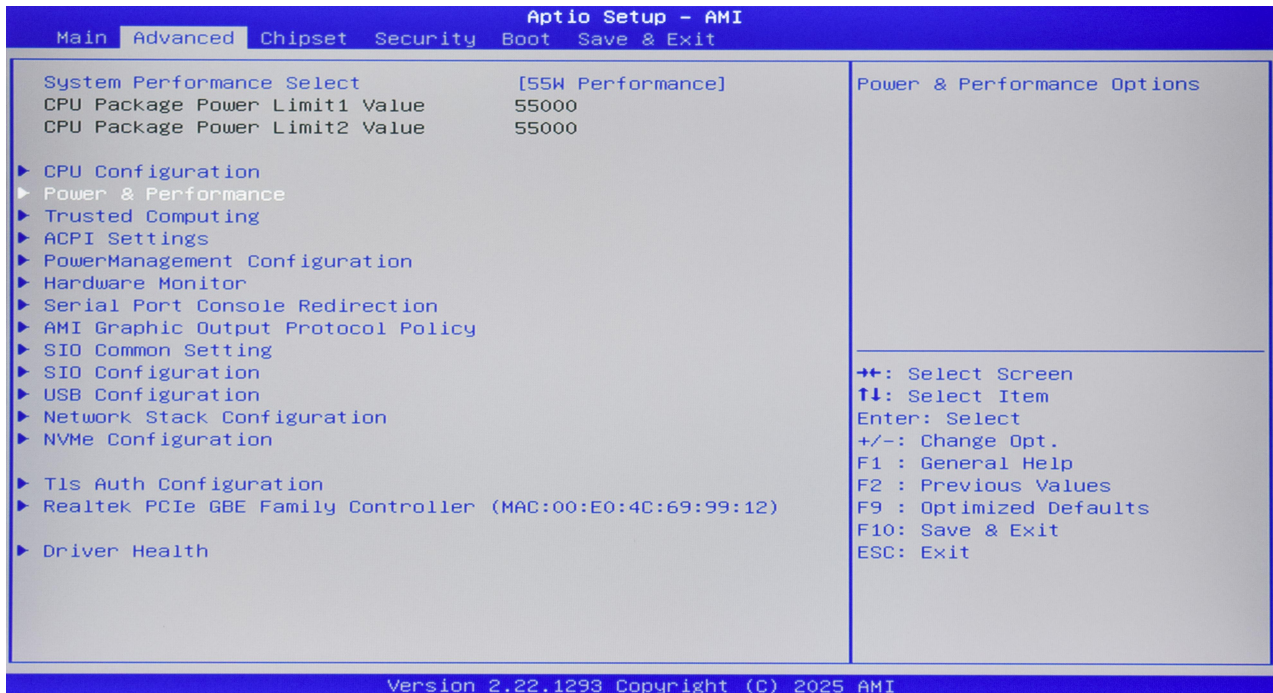 Aptio Setup – AMI
Main Advanced Chipset Security Boot Save & Exit
System Performance Select [55W Performance]
CPU Package Power Limit1 Value 55000
CPU Package Power Limit2 Value 55000
CPU Configuration
Power & Performance
Trusted Computing
ACPI Settings
PowerManagement Configuration
Hardware Monitor
Serial Port Console Redirection
AMI Graphic Output Protocol Policy
SIO Common Setting
SIO Configuration
USB Configuration
Network Stack Configuration
NVMe Configuration
Tls Auth Configuration
Realtek PCIe GBE Family Controller (MAC:00:E0:4C:69:99:12)
Driver Health
Power & Performance Options
→←: Select Screen
↑↓: Select Item
Enter: Select
+/-: Change Opt.
F1 : General Help
F2 : Previous Values
F9 : Optimized Defaults
F10: Save & Exit
ESC: Exit
Version 2.22.1293 Copyright (C) 2025 AMI